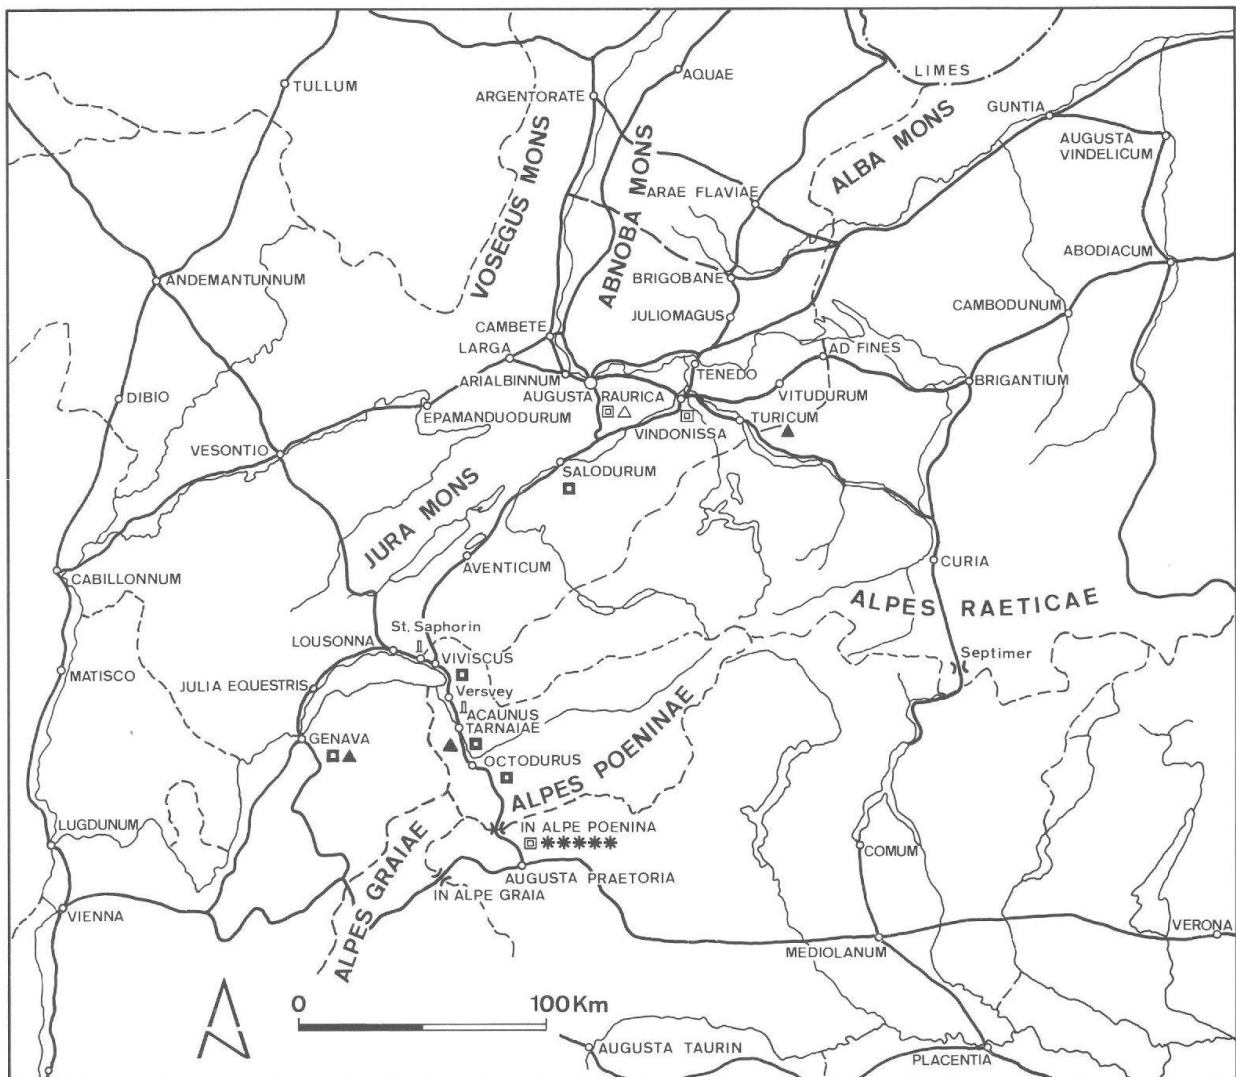 LIMES
AQUAE
TULLUM
ARGENTORATE
GUNTIA
AUGUSTA
VINDELICUM
ALBA MONS
VOSEGUS MONS
ABNOBA MONS
ARAE FLAVIAE
ABODIACUM
ANDEMANTUNNUM
BRIGOBANE
CAMBODUNUM
JULIOMAGUS
CAMBETE
LARGA
AD FINES
TENEDO
ARIALBINNUM
BRIGANTIUM
DIBIO
AUGUSTA RAURICA
VITUDURUM
EPAMANDUODURUM
TURICUM
VINDONISSA
VESONTIO
SALODURUM
JURA MONS
AVENTICUM
CURIA
CABILLONNUM
ALPES RAETICAE
St. Saphorin
LOUSONNA
VIVISCUS
Septimer
MATISCO
JULIA EQUESTRIS
Versvey
ACAUNUS
TARNAIAE
GENAVA
OCTODURUS
ALPES POENINAE
LUGDUNUM
IN ALPE POENINA
COMUM
AUGUSTA PRAETORIA
IN ALPE GRAIA
ALPES GRAIAE
VIENNA
VERONA
MEDIOLANUM
0 100 Km
AUGUSTA TAURIN
PLACENTIA